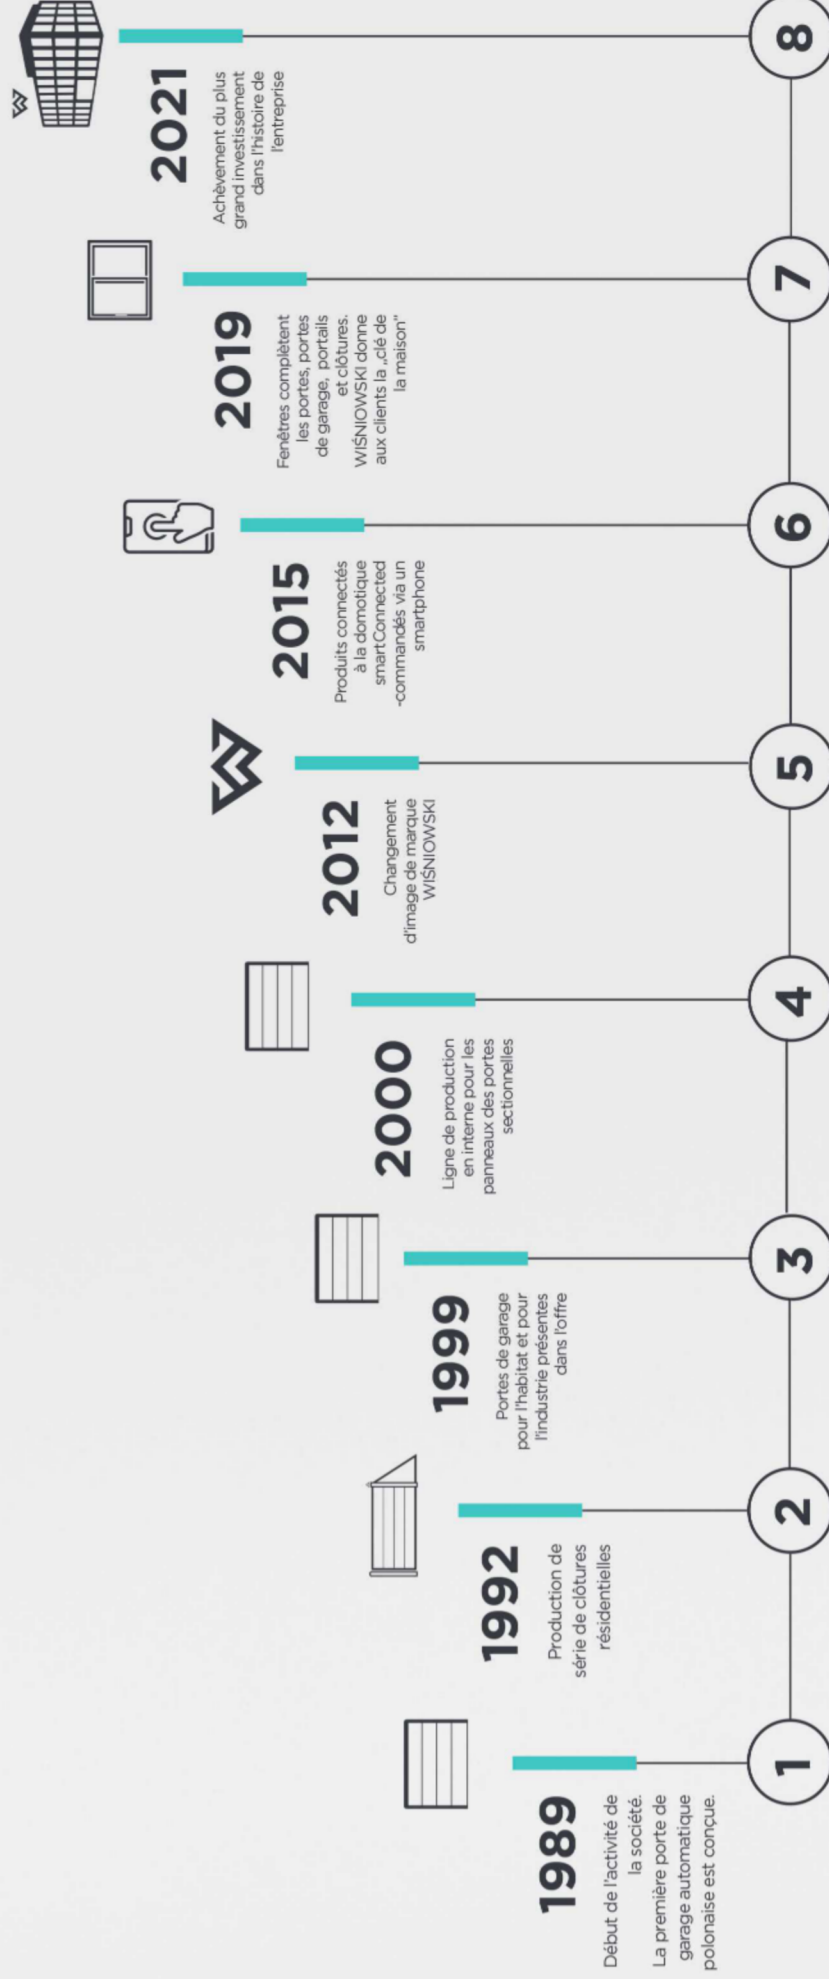 1989
Début de l'activité de
la société.
La première porte de
garage automatique
polonaise est conçue.
1
1992
Production de
série de clôtures
résidentielles
2
1999
Portes de garage
pour l'habitat et pour
l'industrie présentes
dans l'offre
3
2000
Ligne de production
en interne pour les
panneaux des portes
sectionnelles
4
2012
Changement
d'image de marque
WIŚNIOWSKI
5
2015
Produits connectés
à la domotique
smartConnected
-commandés via un
smartphone
6
2019
Fenêtres complètent
les portes, portes
de garage, portails
et clôtures.
WIŚNIOWSKI donne
aux clients la „clé de
la maison"
7
2021
Achèvement du plus
grand investissement
dans l'histoire de
l'entreprise
8